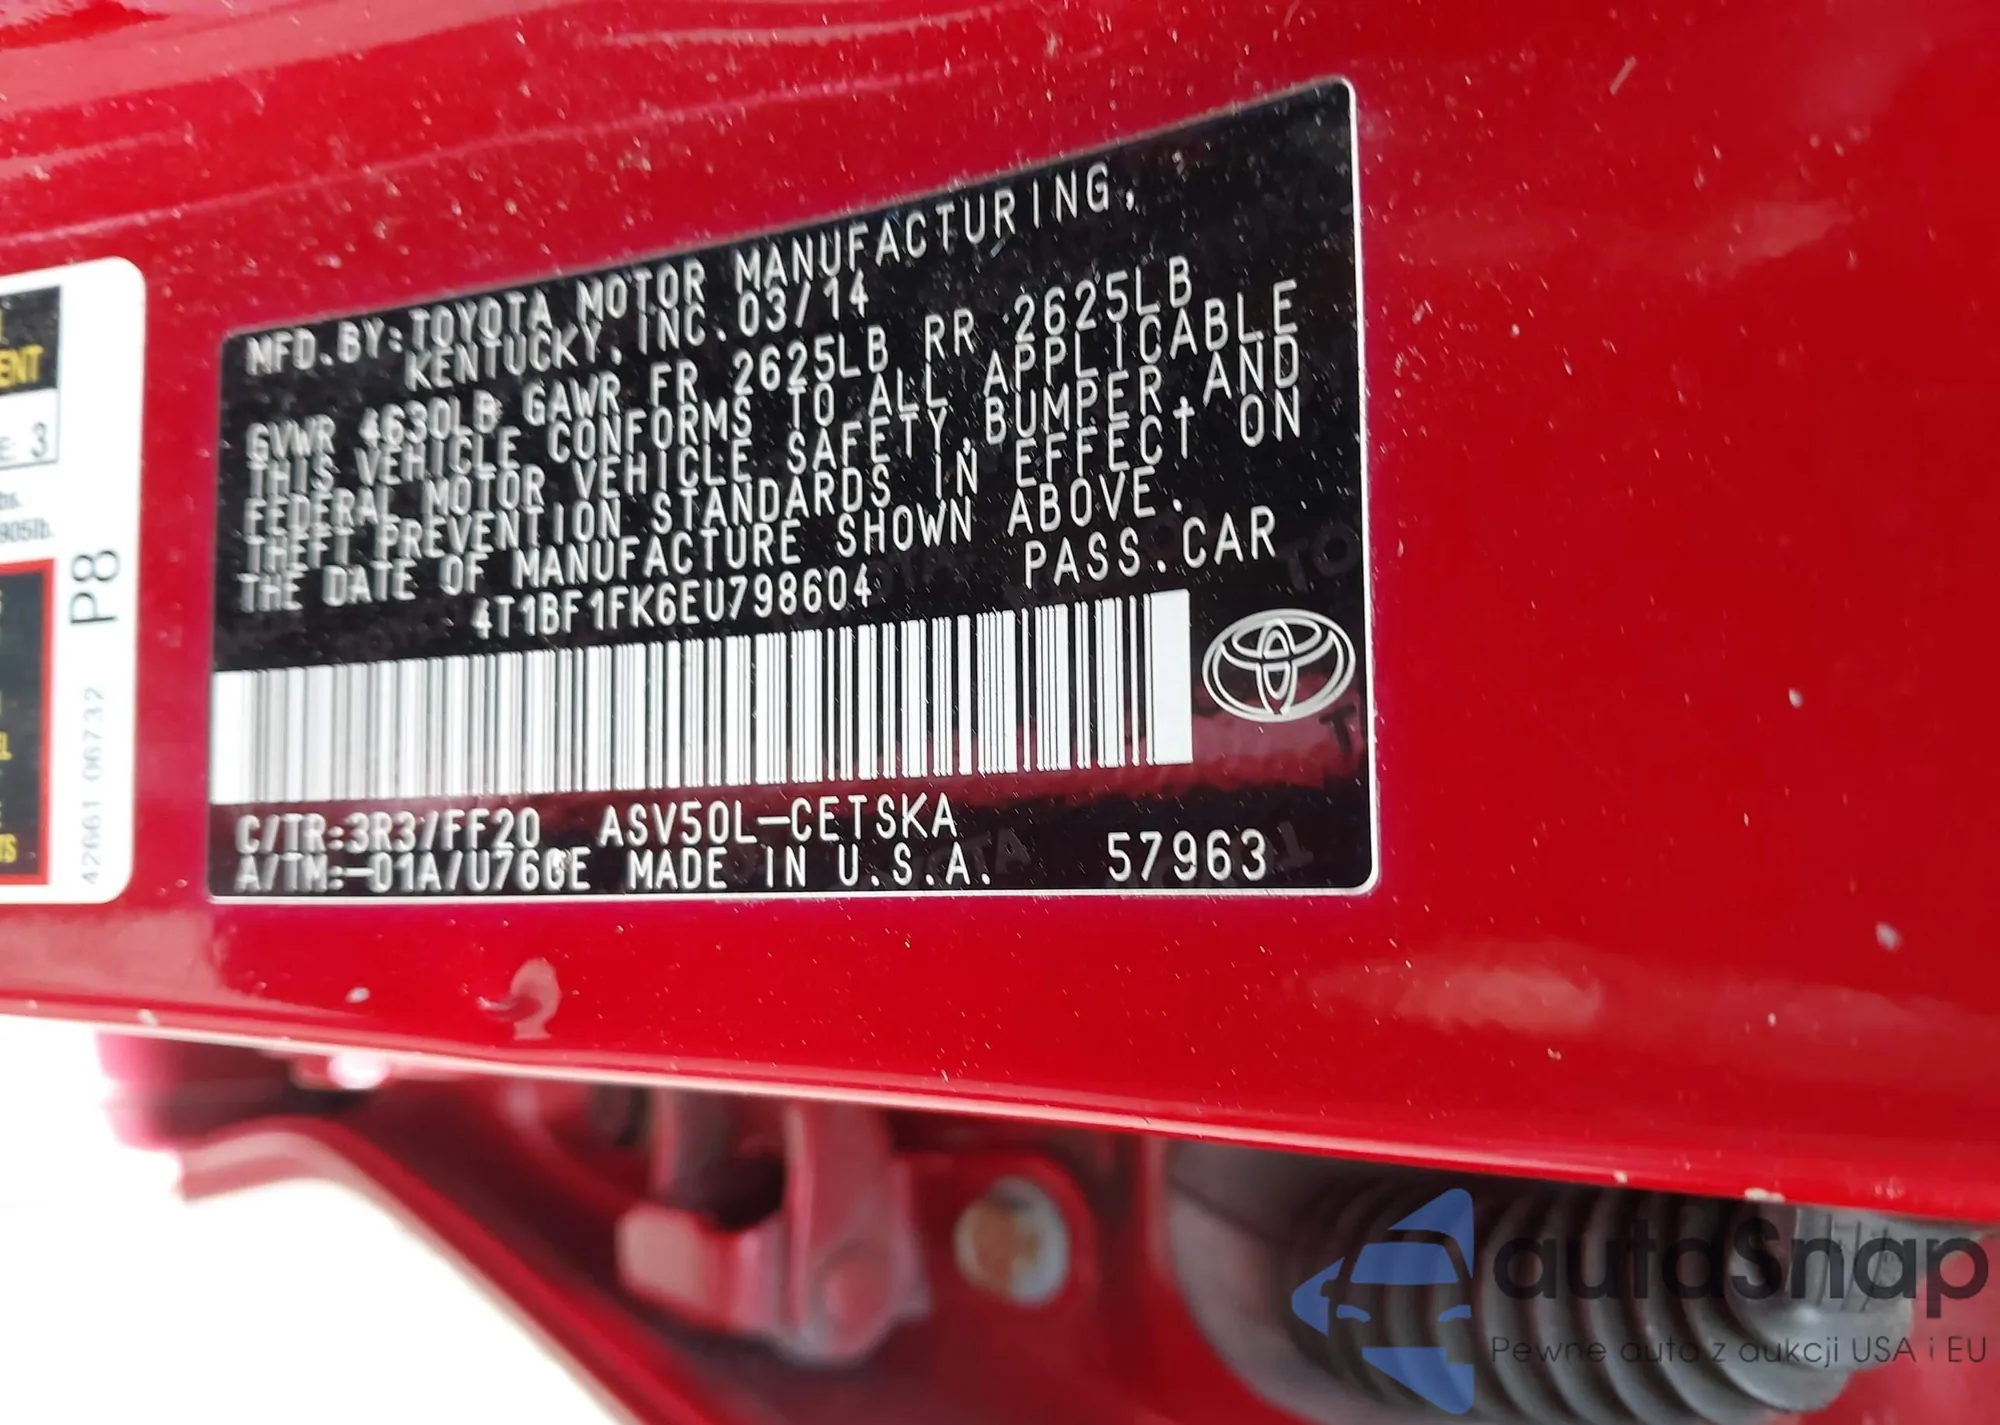 MFD.BY:TOYOTA MOTOR MANUFACTURING,
KENTUCKY, INC. 03/14
GVWR 4630LB GAWR FR 2625LB RR 2625LB
THIS VEHICLE CONFORMS TO ALL APPLICABLE
FEDERAL MOTOR VEHICLE SAFETY, BUMPER, AND
THEFT PREVENTION STANDARDS IN EFFECT ON
THE DATE OF MANUFACTURE SHOWN ABOVE.
4T1BF1FK6EU798604 PASS.CAR
C/TR:3R3/FF20 ASV50L-CETSKA
A/TM:-01A/U760E MADE IN U.S.A. 57963
3
905lb.
P8
42661 06732
autoSnap
Pewne auta z aukcji USA i EU